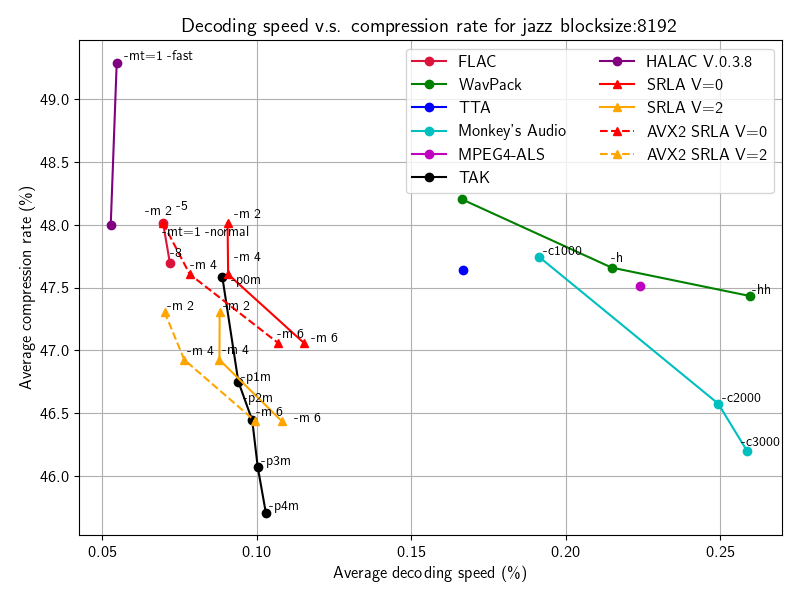 Decoding speed v.s. compression rate for jazz blocksize:8192
Average compression rate (%)
49.0
48.5
48.0
47.5
47.0
46.5
46.0
FLAC
WavPack
TTA
Monkey's Audio
MPEG4-ALS
TAK
HALAC V.0.3.8
SRLA V=0
SRLA V=2
AVX2 SRLA V=0
AVX2 SRLA V=2
-mt=1 -fast
-m 2
-5
-m 2
-mt=1 -normal
-8
-m 4
-m 4
-p0m
-c1000
-h
-hh
-m 2
-m 2
-m 6
-m 6
-m 4
-m 4
-p1m
-p2m
-m 6
-m 6
-c2000
-c3000
-p3m
-p4m
0.05
0.10
0.15
0.20
0.25
Average decoding speed (%)